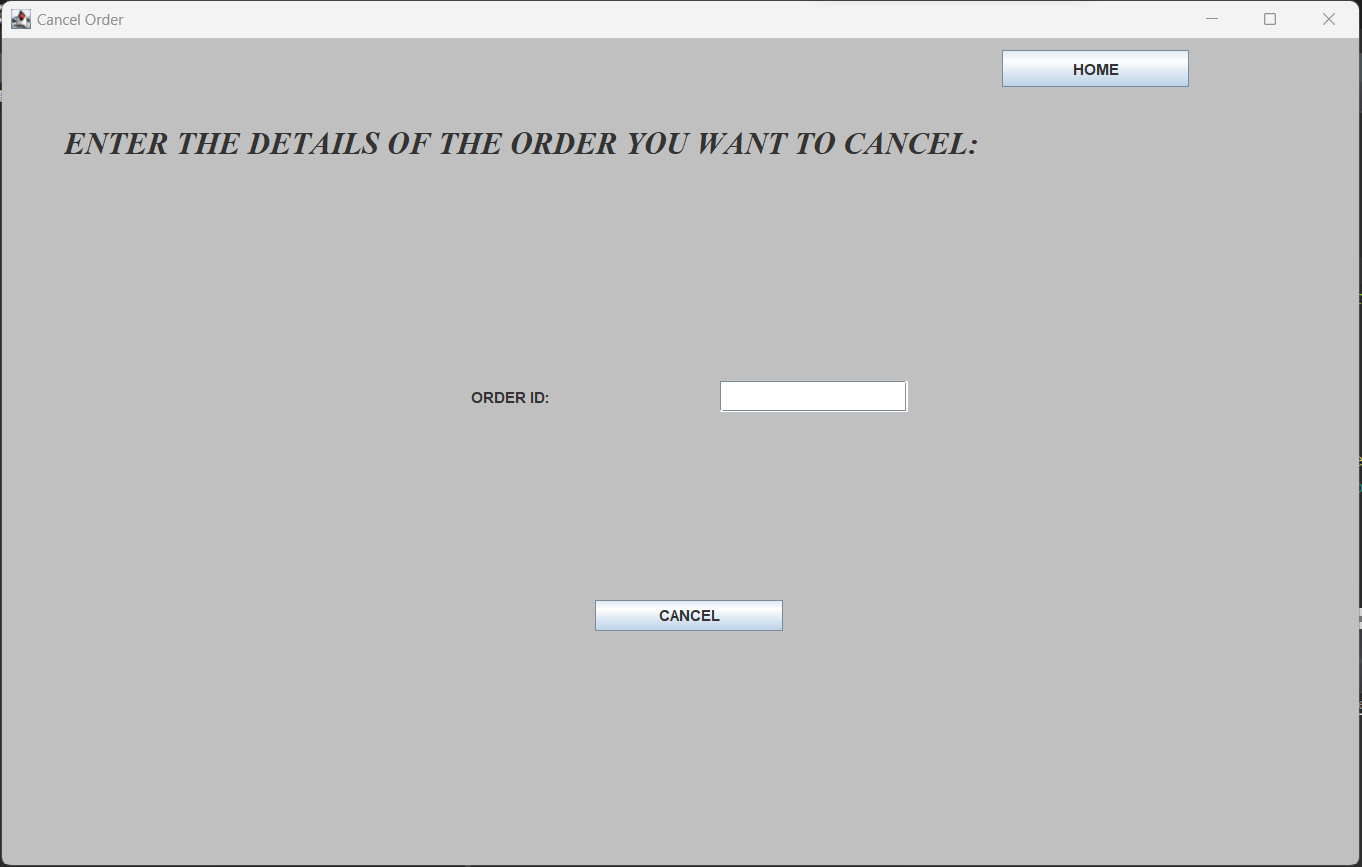 Cancel Order
HOME
ENTER THE DETAILS OF THE ORDER YOU WANT TO CANCEL:
ORDER ID:
CANCEL